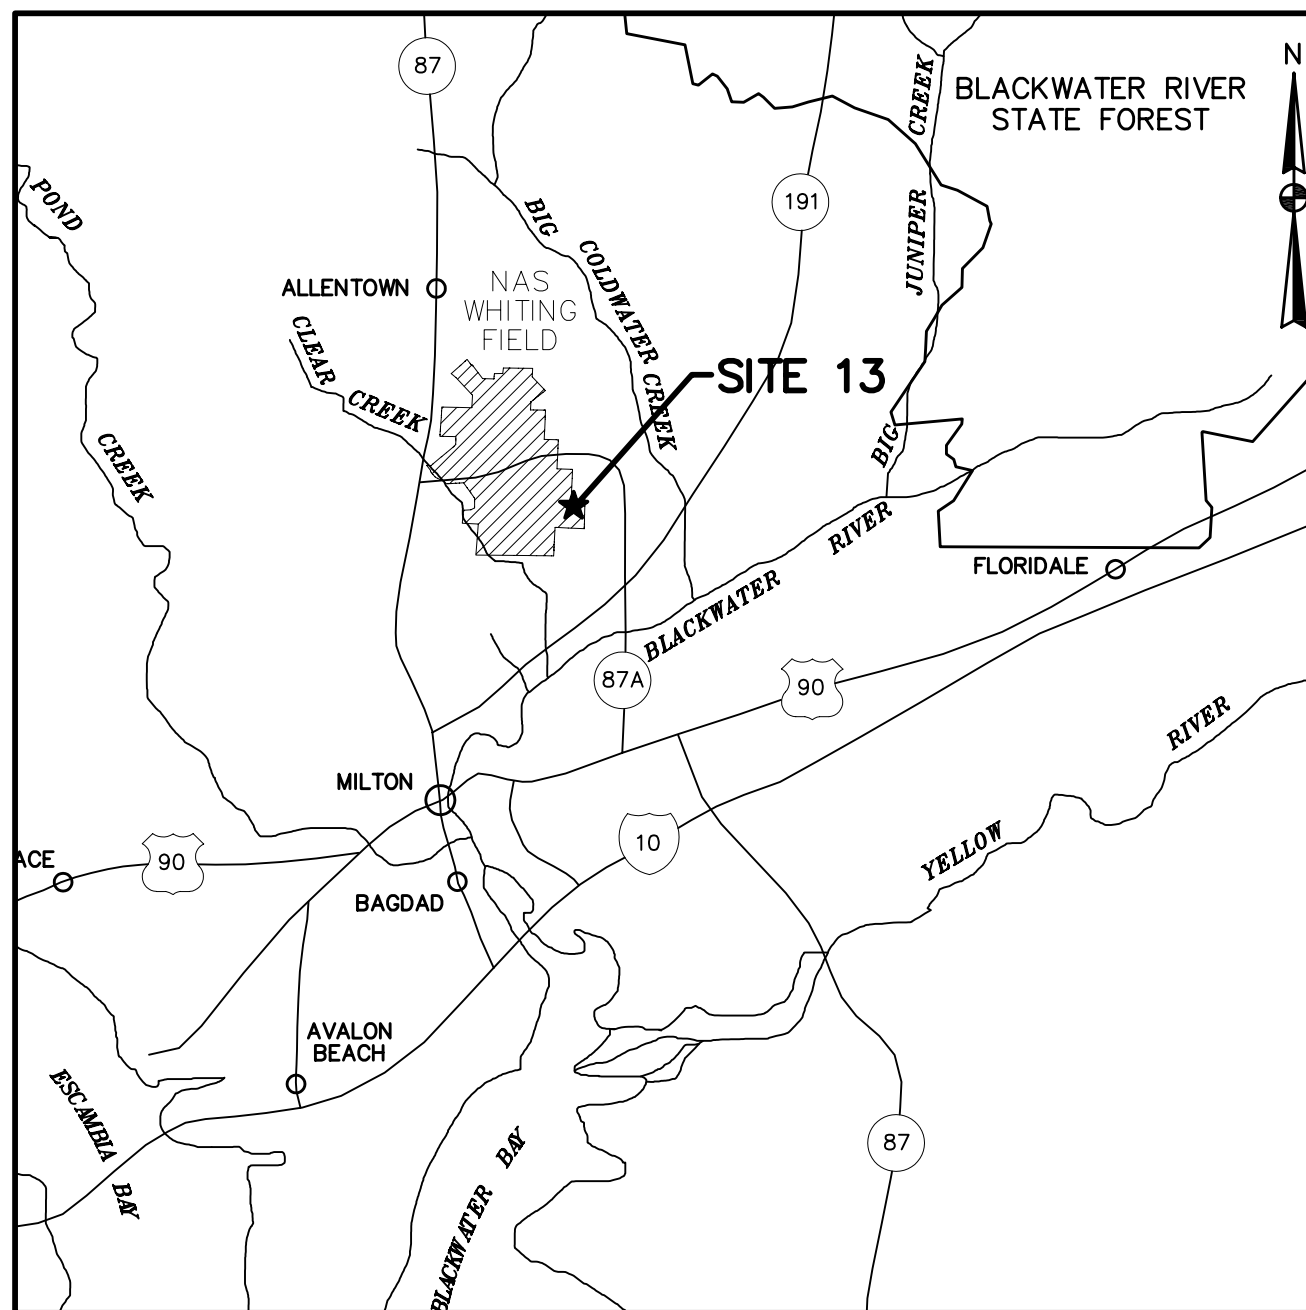 87
BLACKWATER RIVER
STATE FOREST
N
BIG JUNIPER CREEK
191
POND CREEK
BIG COLDWATER CREEK
ALLENTOWN
NAS
WHITING
FIELD
CLEAR CREEK
SITE 13
BLACKWATER RIVER
FLORIDALE
87A
90
YELLOW RIVER
MILTON
10
ACE
90
BAGDAD
AVALON
BEACH
ESCAMBIA BAY
BLACKWATER BAY
87